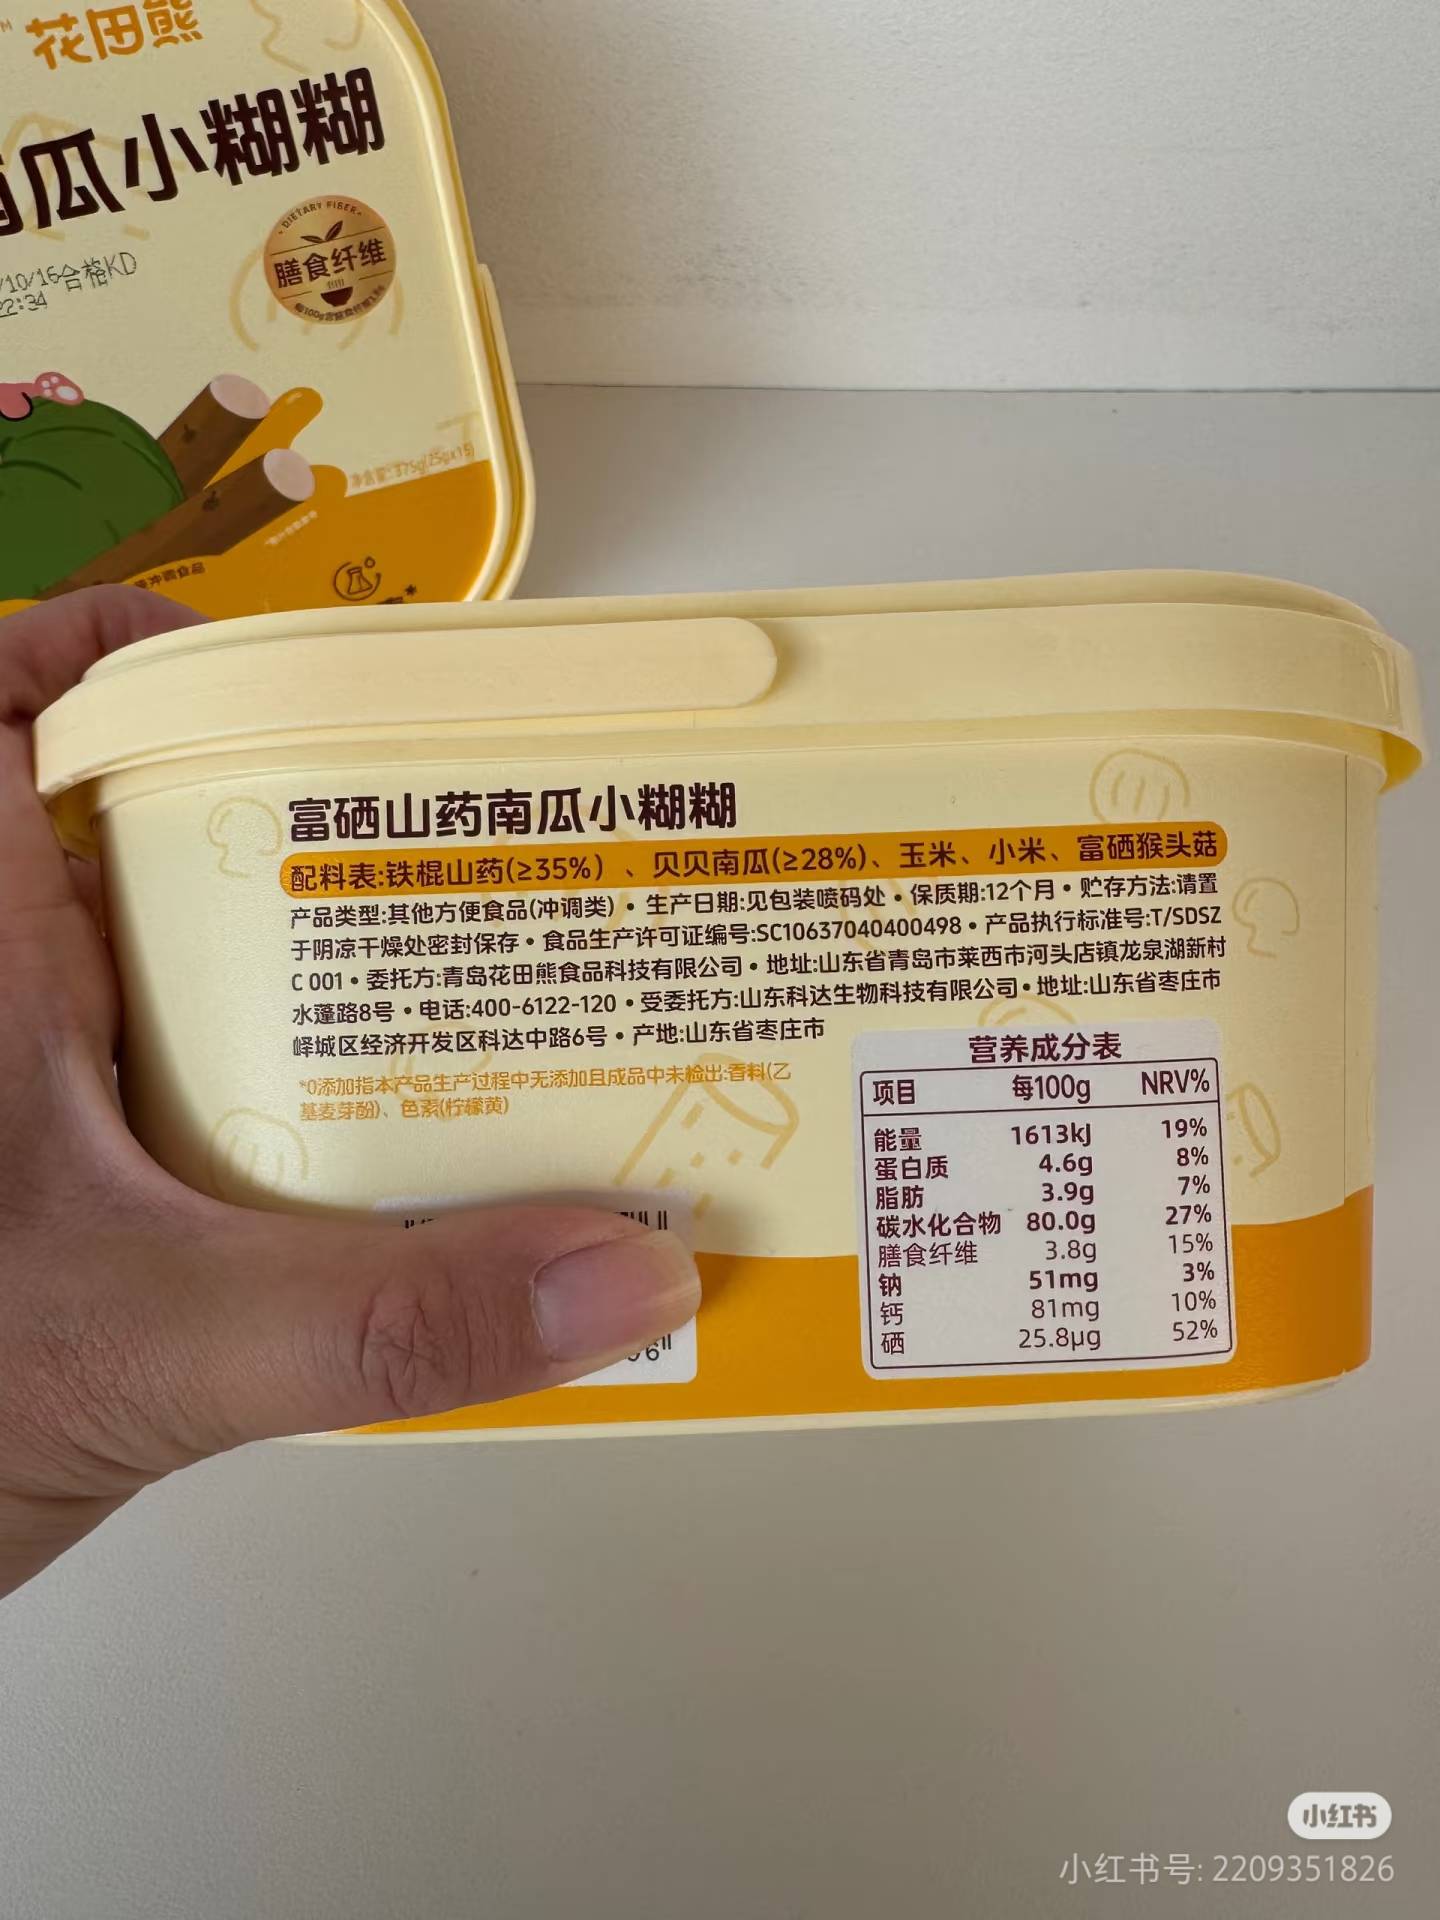 花田熊
瓜小糊糊
DIETARY FIBER
膳食纤维
/10/16合格KD
22:34
净含量:375g(25g×15)
冲调食品
富硒山药南瓜小糊糊
配料表:铁棍山药(≥35%)、贝贝南瓜(≥28%)、玉米、小米、富硒猴头菇
产品类型:其他方便食品(冲调类) • 生产日期:见包装喷码处 • 保质期:12个月 • 贮存方法:请置
于阴凉干燥处密封保存 • 食品生产许可证编号:SC10637040400498 • 产品执行标准号:T/SDSZ
C 001 • 委托方:青岛花田熊食品科技有限公司 • 地址:山东省青岛市莱西市河头店镇龙泉湖新村
水蓬路8号 • 电话:400-6122-120 • 受委托方:山东科达生物科技有限公司 • 地址:山东省枣庄市
峄城区经济开发区科达中路6号 • 产地:山东省枣庄市
*0添加指本产品生产过程中无添加且成品中未检出:香料(乙
基麦芽酚)、色素(柠檬黄)
营养成分表
项目 每100g NRV%
能量 1613kJ 19%
蛋白质 4.6g 8%
脂肪 3.9g 7%
碳水化合物 80.0g 27%
膳食纤维 3.8g 15%
钠 51mg 3%
钙 81mg 10%
硒 25.8μg 52%
小红书
小红书号: 2209351826